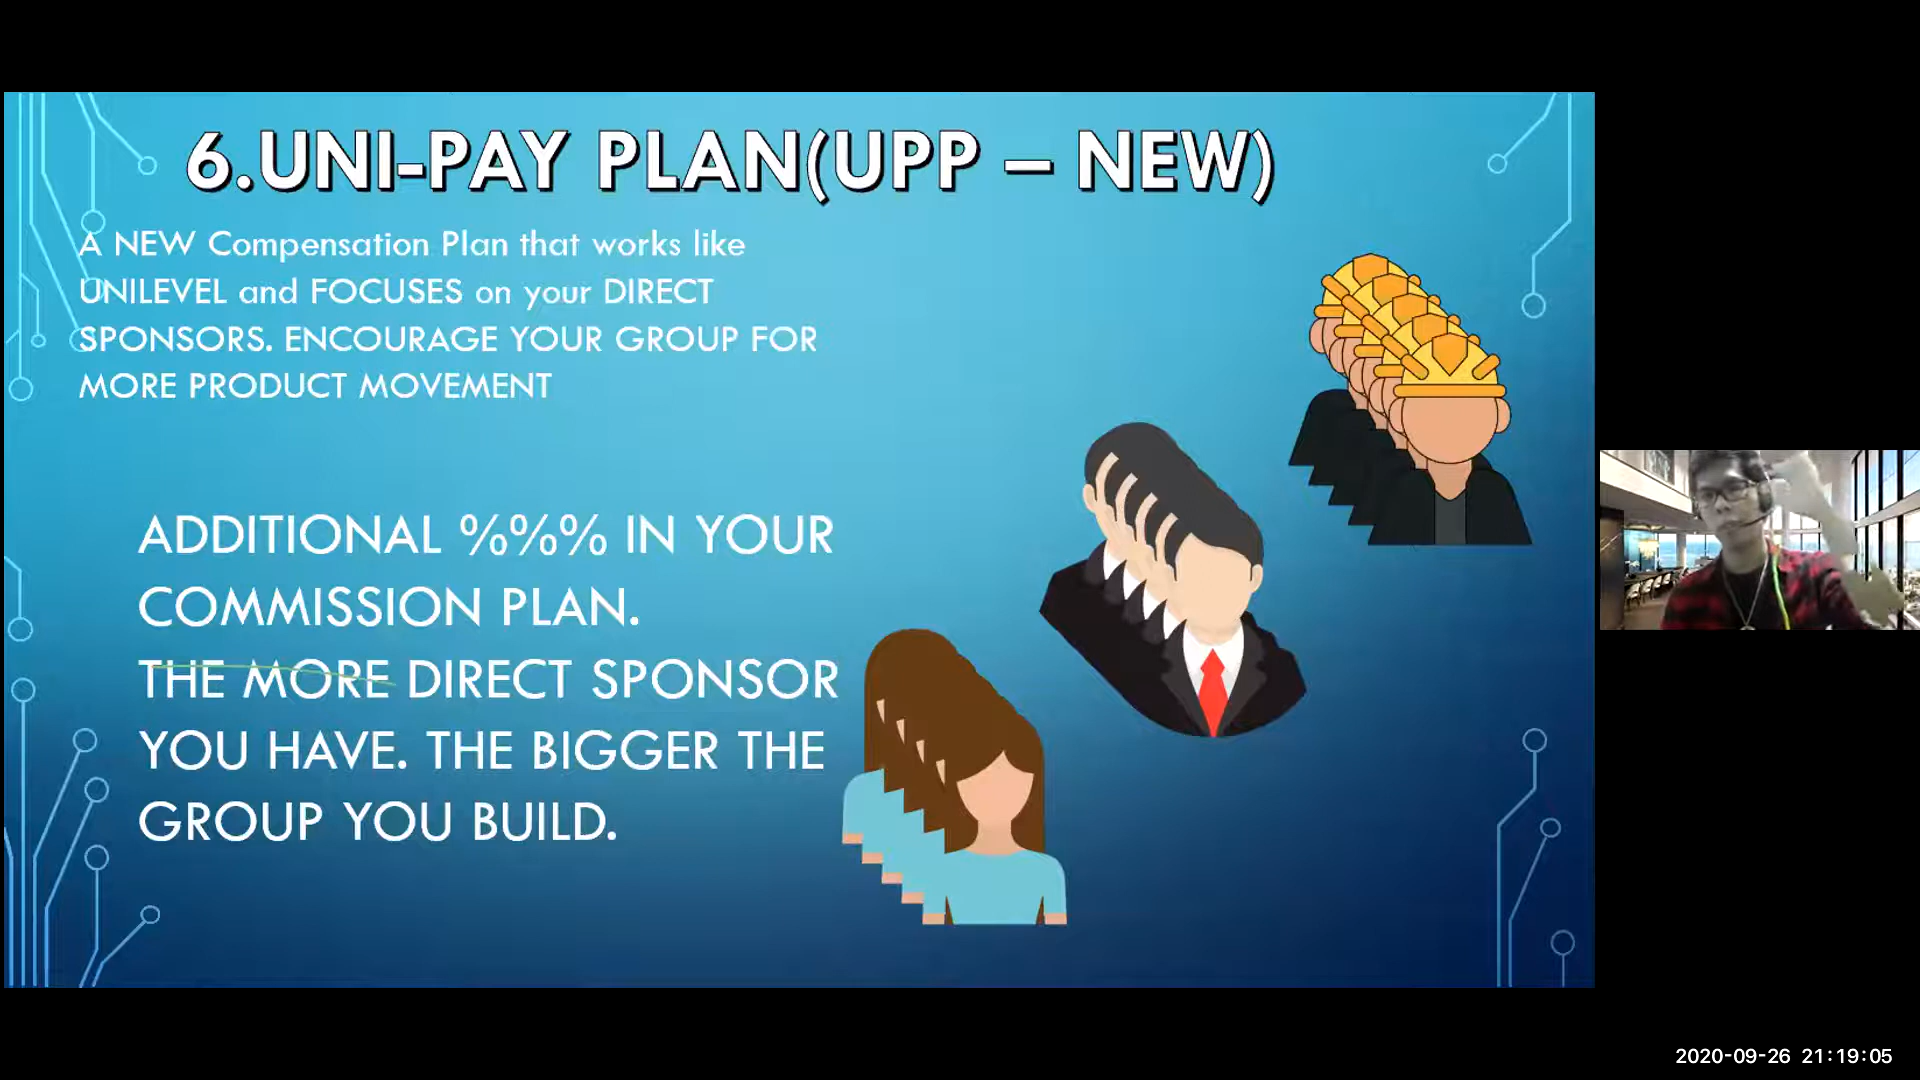 6.UNI-PAY PLAN(UPP – NEW)
A NEW Compensation Plan that works like
UNILEVEL and FOCUSES on your DIRECT
SPONSORS. ENCOURAGE YOUR GROUP FOR
MORE PRODUCT MOVEMENT
ADDITIONAL %%% IN YOUR
COMMISSION PLAN.
THE MORE DIRECT SPONSOR
YOU HAVE. THE BIGGER THE
GROUP YOU BUILD.
2020-09-26 21:19:05